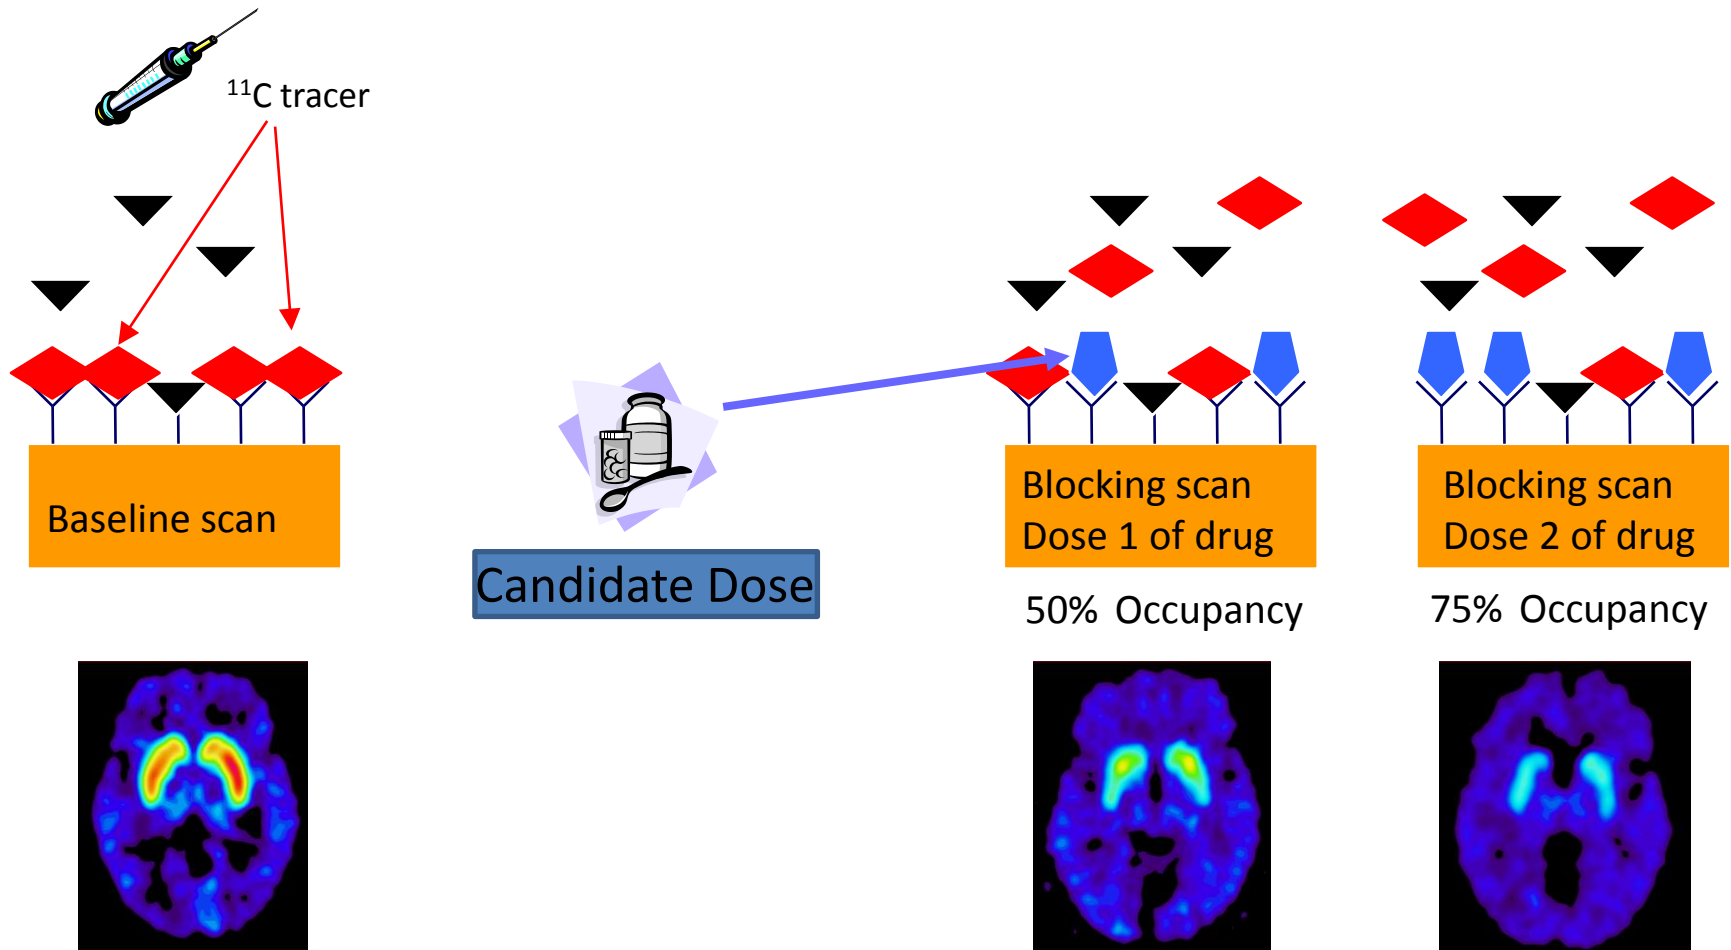 ¹¹C tracer
Baseline scan
Candidate Dose
Blocking scan
Dose 1 of drug
50% Occupancy
Blocking scan
Dose 2 of drug
75% Occupancy